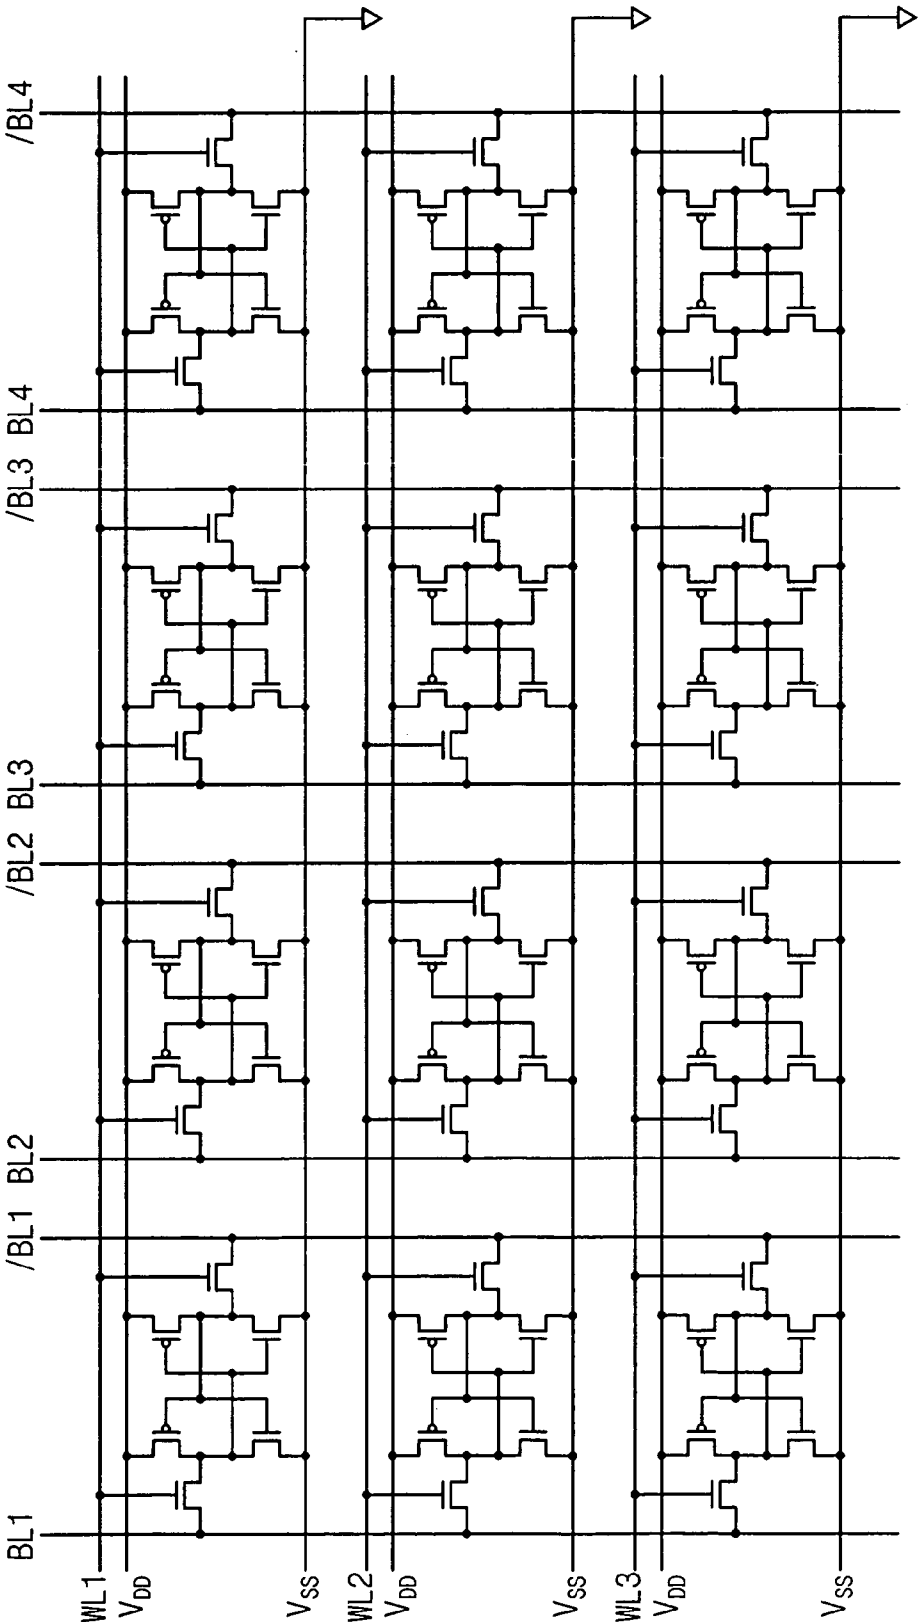 BL1 /BL1 BL2 /BL2 BL3 /BL3 BL4 /BL4
WL1
VDD
VSS
WL2
VDD
VSS
WL3
VDD
VSS